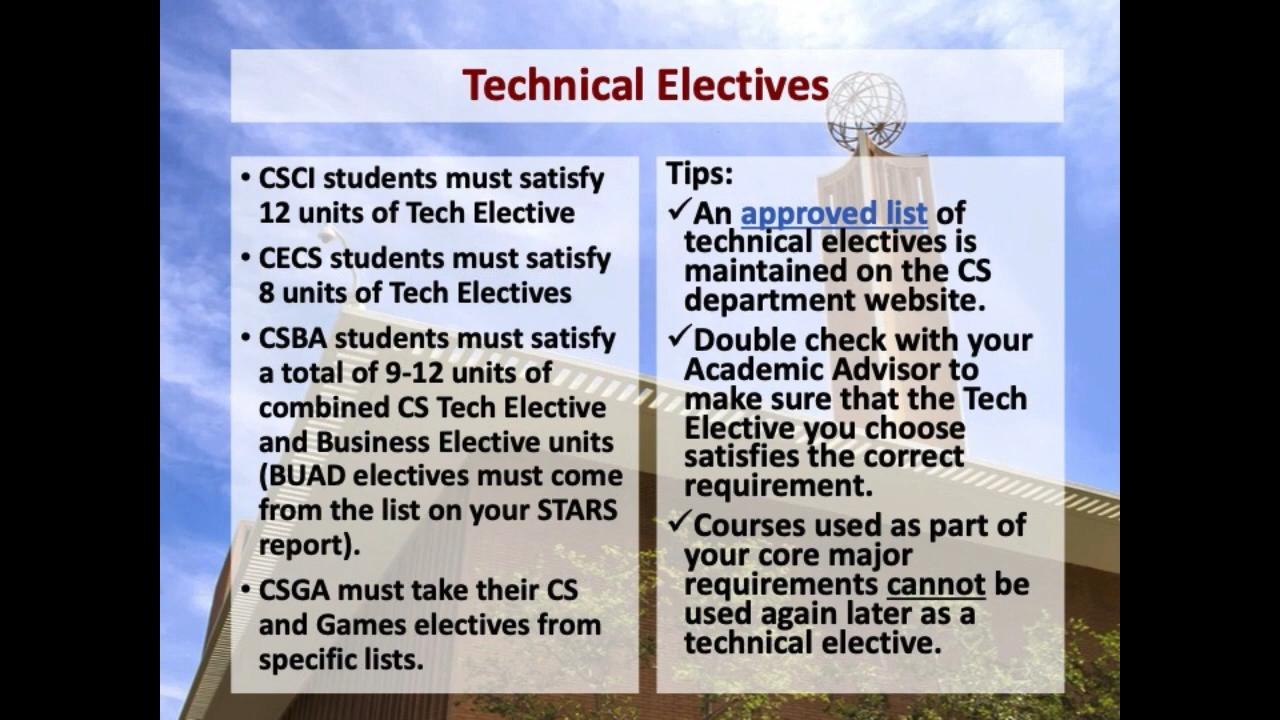 Technical Electives
• CSCI students must satisfy
12 units of Tech Elective
• CECS students must satisfy
8 units of Tech Electives
• CSBA students must satisfy
a total of 9-12 units of
combined CS Tech Elective
and Business Elective units
(BUAD electives must come
from the list on your STARS
report).
• CSGA must take their CS
and Games electives from
specific lists.
Tips:
✓An approved list of
technical electives is
maintained on the CS
department website.
✓Double check with your
Academic Advisor to
make sure that the Tech
Elective you choose
satisfies the correct
requirement.
✓Courses used as part of
your core major
requirements cannot be
used again later as a
technical elective.